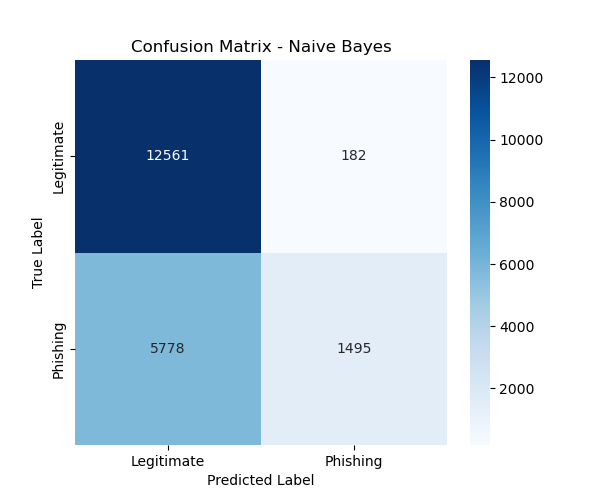 Confusion Matrix - Naive Bayes
True Label
Legitimate
Phishing
12561 182
5778 1495
Legitimate Phishing
Predicted Label
12000
10000
8000
6000
4000
2000